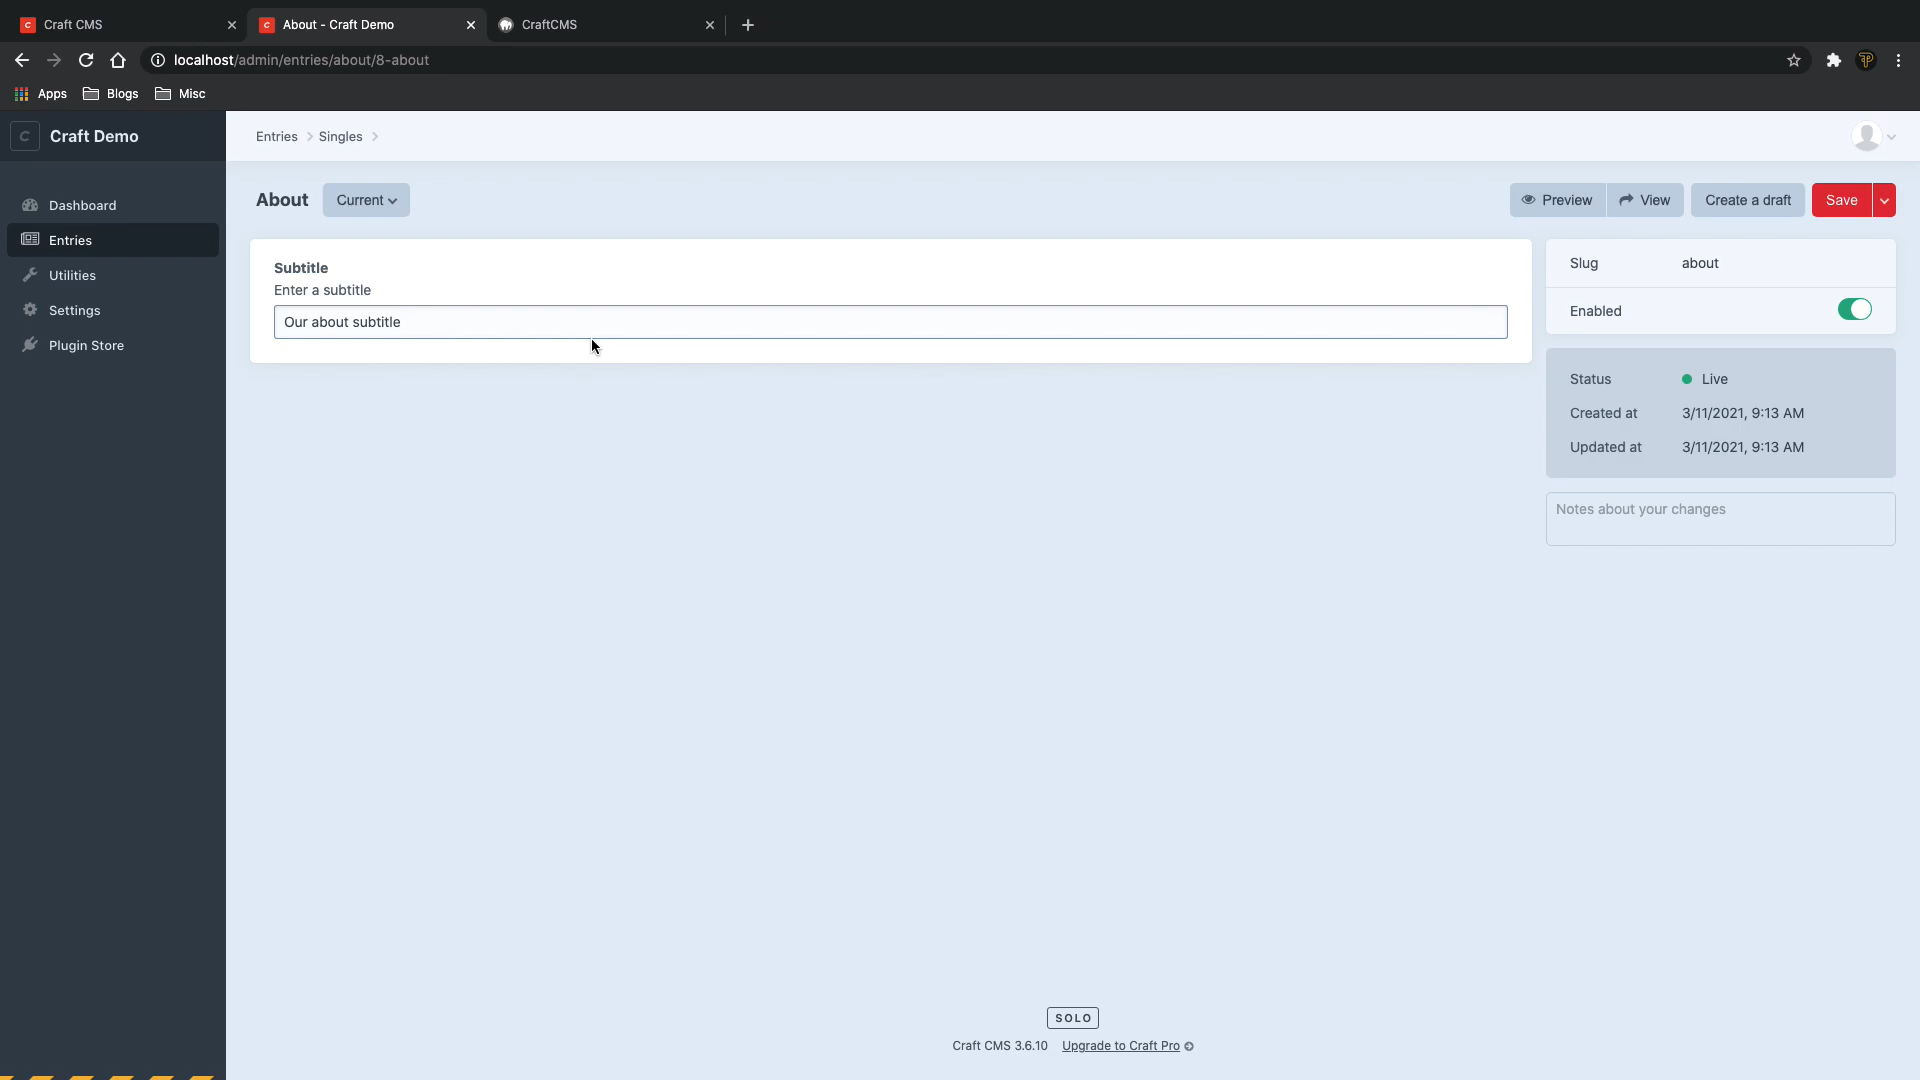 Craft CMS
About - Craft Demo
CraftCMS
localhost/admin/entries/about/8-about
Apps
Blogs
Misc
C
Craft Demo
Entries
Singles
Dashboard
Entries
Utilities
Settings
Plugin Store
About
Current
Preview
View
Create a draft
Save
Subtitle
Enter a subtitle
Our about subtitle
Slug about
Enabled
Status Live
Created at 3/11/2021, 9:13 AM
Updated at 3/11/2021, 9:13 AM
Notes about your changes
SOLO
Craft CMS 3.6.10 Upgrade to Craft Pro